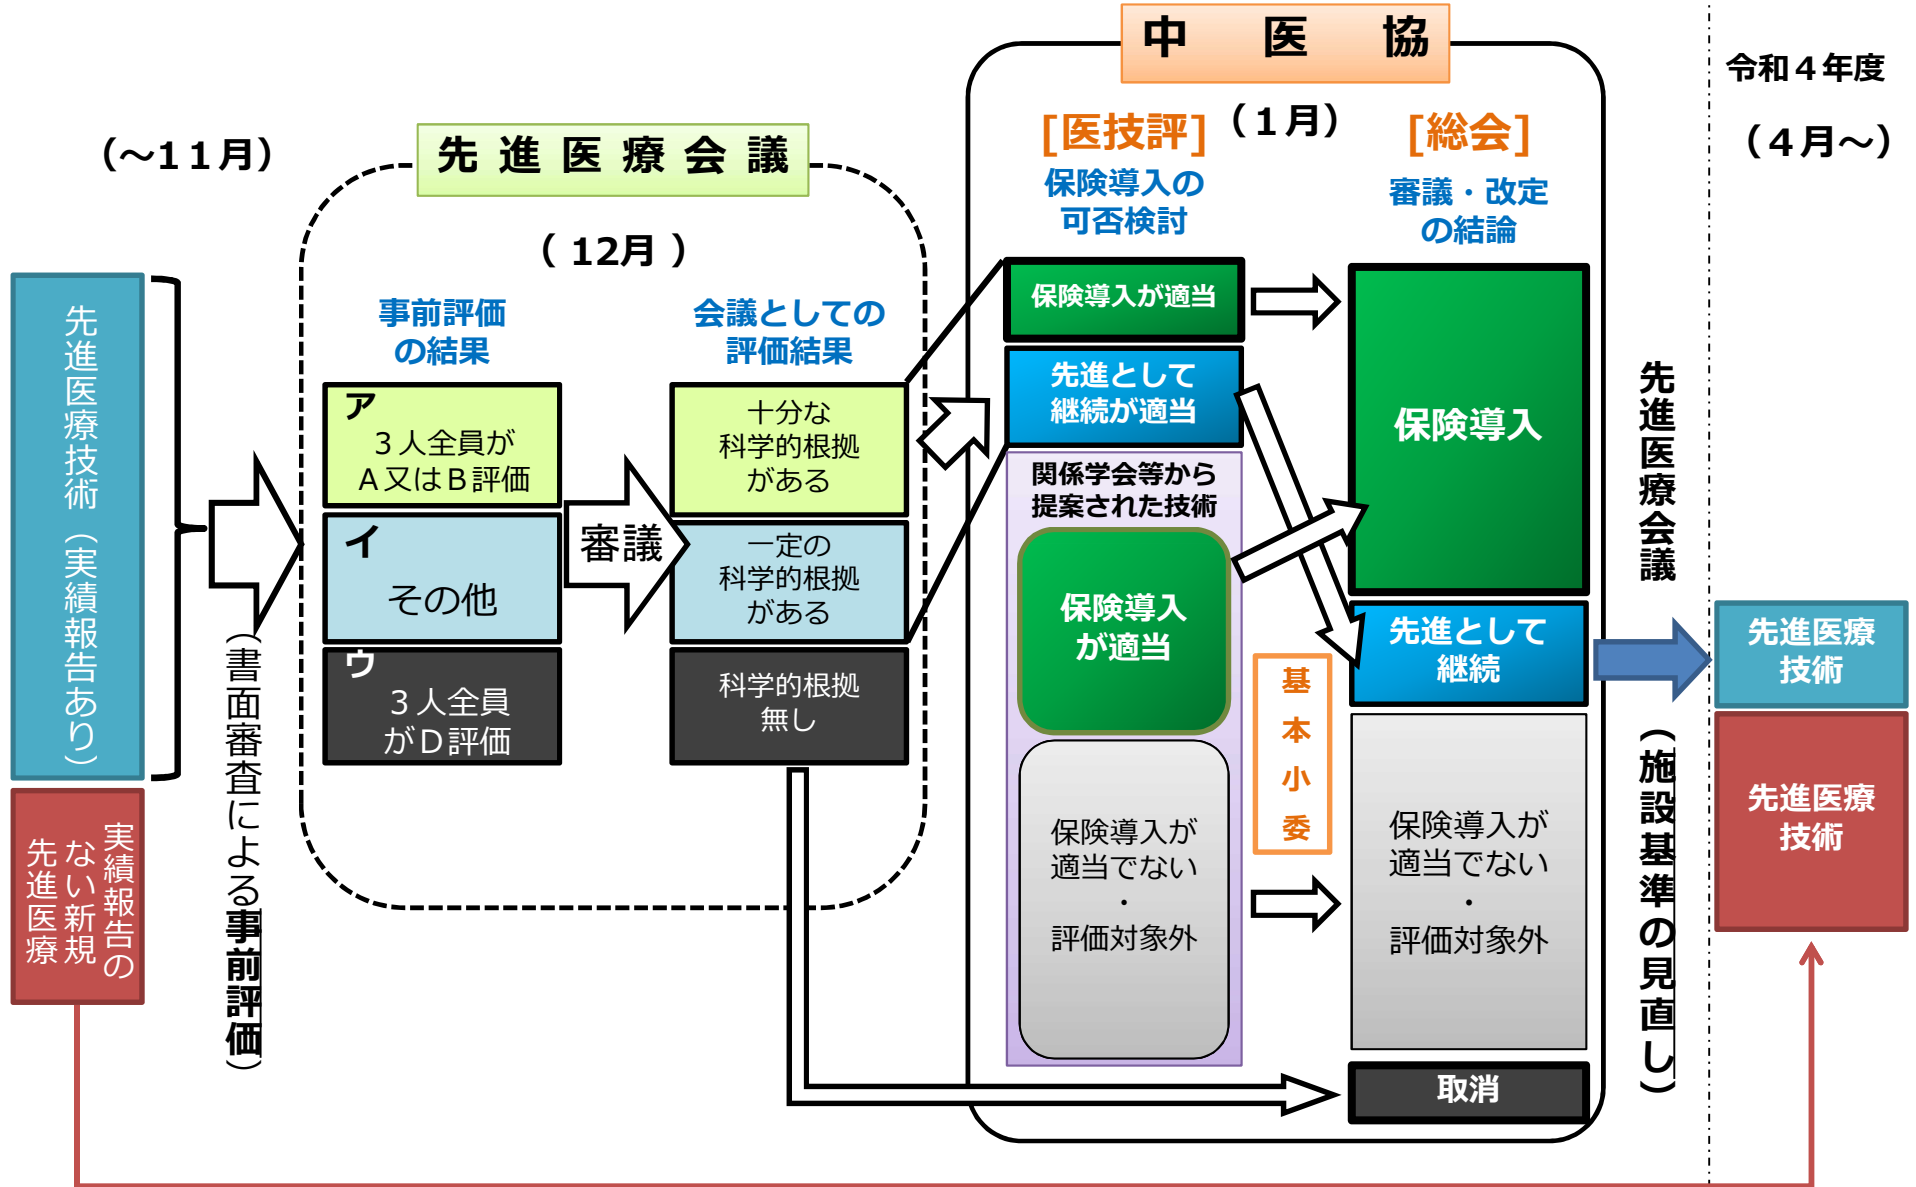 （～11月）
先進医療技術（実績報告あり）
実績報告の
ない新規
先進医療
（書面審査による事前評価）
先進医療会議
（ 12月 ）
事前評価
の結果
ア
３人全員が
Ａ又はＢ評価
イ
その他
ウ
３人全員
がＤ評価
審議
会議としての
評価結果
十分な
科学的根拠
がある
一定の
科学的根拠
がある
科学的根拠
無し
中医協
（１月）
[医技評]
保険導入の
可否検討
保険導入が適当
先進として
継続が適当
関係学会等から
提案された技術
保険導入
が適当
保険導入が
適当でない
・
評価対象外
基本小委
[総会]
審議・改定
の結論
保険導入
先進として
継続
保険導入が
適当でない
・
評価対象外
取消
先進医療会議（施設基準の見直し）
令和４年度
（４月～）
先進医療
技術
先進医療
技術